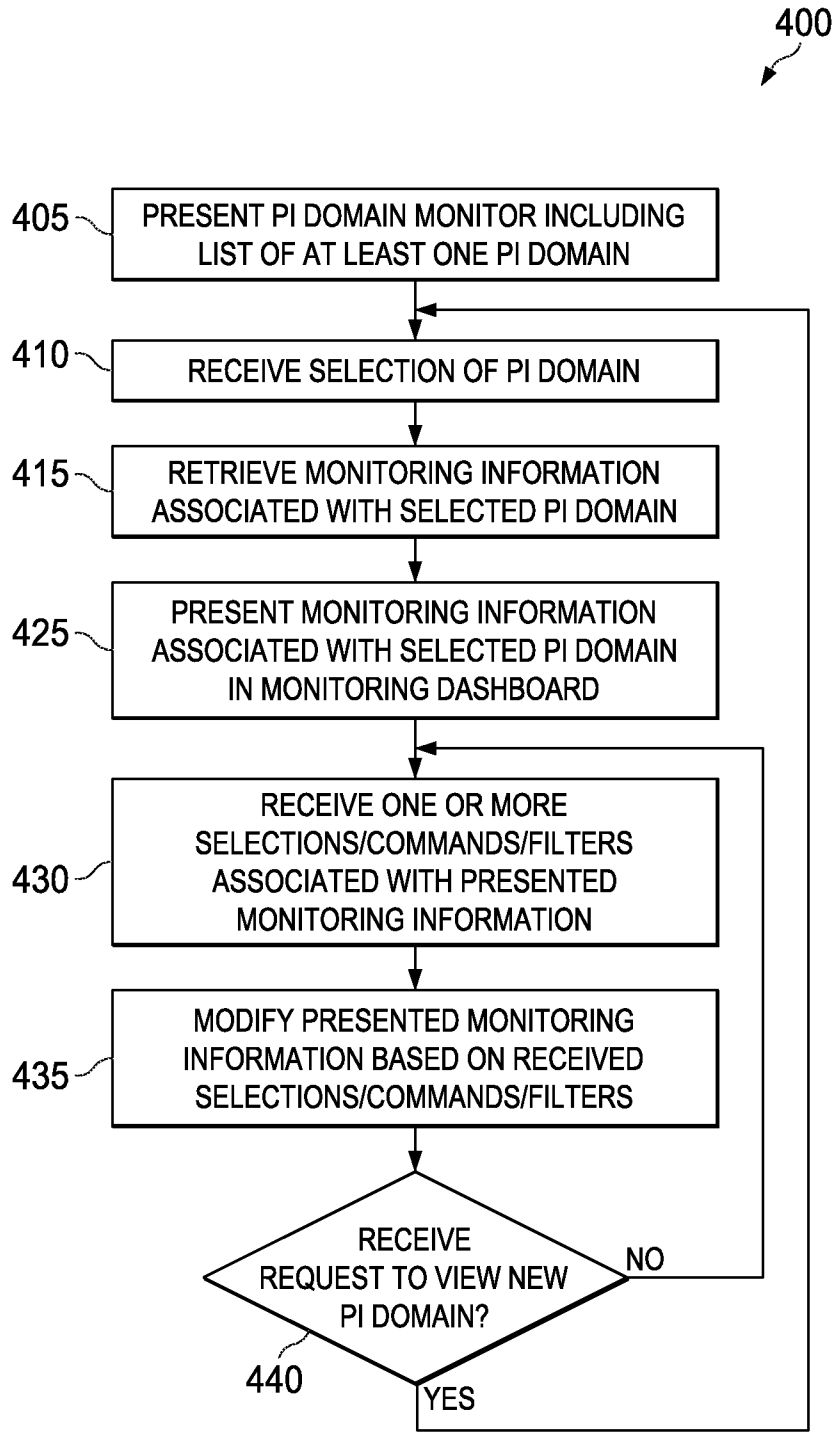 400
405
PRESENT PI DOMAIN MONITOR INCLUDING
LIST OF AT LEAST ONE PI DOMAIN
410
RECEIVE SELECTION OF PI DOMAIN
415
RETRIEVE MONITORING INFORMATION
ASSOCIATED WITH SELECTED PI DOMAIN
425
PRESENT MONITORING INFORMATION
ASSOCIATED WITH SELECTED PI DOMAIN
IN MONITORING DASHBOARD
430
RECEIVE ONE OR MORE
SELECTIONS/COMMANDS/FILTERS
ASSOCIATED WITH PRESENTED
MONITORING INFORMATION
435
MODIFY PRESENTED MONITORING
INFORMATION BASED ON RECEIVED
SELECTIONS/COMMANDS/FILTERS
RECEIVE
REQUEST TO VIEW NEW
PI DOMAIN?
NO
440
YES